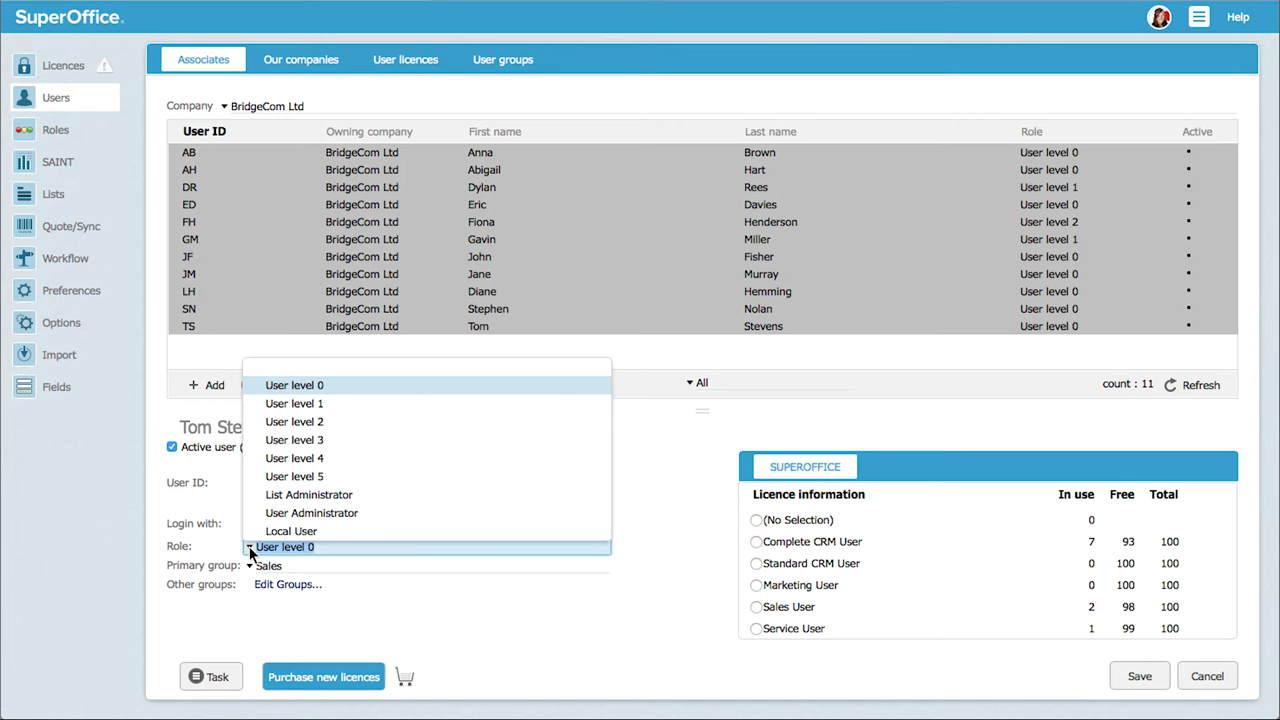 SuperOffice.
Help
Licences
Users
Roles
SAINT
Lists
Quote/Sync
Workflow
Preferences
Options
Import
Fields
Associates Our companies User licences User groups
Company BridgeCom Ltd
User ID Owning company First name Last name Role Active
AB BridgeCom Ltd Anna Brown User level 0
AH BridgeCom Ltd Abigail Hart User level 0
DR BridgeCom Ltd Dylan Rees User level 1
ED BridgeCom Ltd Eric Davies User level 0
FH BridgeCom Ltd Fiona Henderson User level 2
GM BridgeCom Ltd Gavin Miller User level 1
JF BridgeCom Ltd John Fisher User level 0
JM BridgeCom Ltd Jane Murray User level 0
LH BridgeCom Ltd Diane Hemming User level 0
SN BridgeCom Ltd Stephen Nolan User level 0
TS BridgeCom Ltd Tom Stevens User level 0
+ Add All count : 11 Refresh
User level 0
User level 1
User level 2
User level 3
User level 4
User level 5
List Administrator
User Administrator
Local User
Tom Ste
Active user (
User ID:
Login with:
Role: User level 0
Primary group: Sales
Other groups: Edit Groups...
SUPEROFFICE
Licence information In use Free Total
(No Selection) 0
Complete CRM User 7 93 100
Standard CRM User 0 100 100
Marketing User 0 100 100
Sales User 2 98 100
Service User 1 99 100
Task Purchase new licences Save Cancel